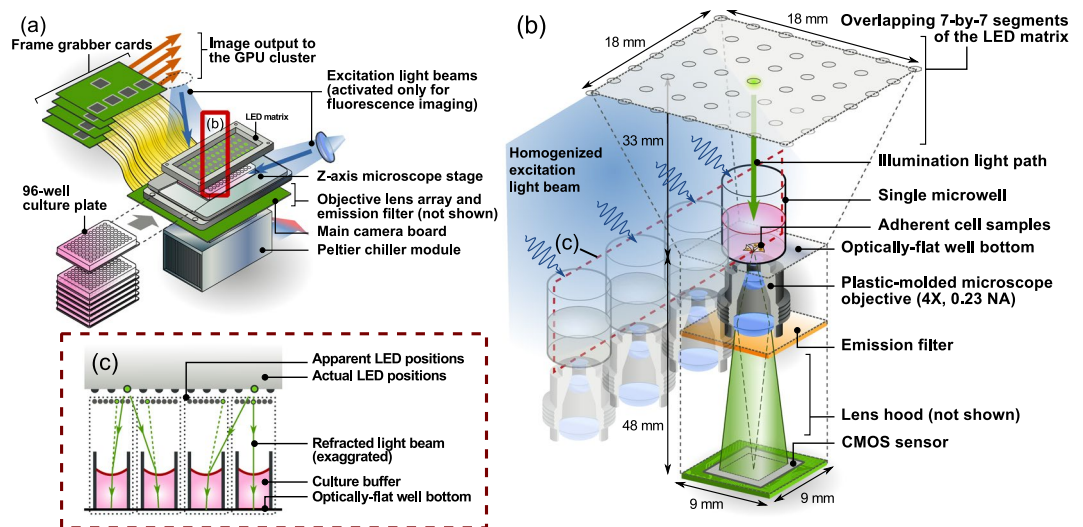 (a)
Frame grabber cards
Image output to
the GPU cluster
Excitation light beams
(activated only for
fluorescence imaging)
(b)
LED matrix
96-well
culture plate
Z-axis microscope stage
Objective lens array and
emission filter (not shown)
Main camera board
Peltier chiller module
(c)
Apparent LED positions
Actual LED positions
Refracted light beam
(exaggerated)
Culture buffer
Optically-flat well bottom
(b)
18 mm
18 mm
Overlapping 7-by-7 segments
of the LED matrix
33 mm
Homogenized
excitation
light beam
Illumination light path
Single microwell
Adherent cell samples
(c)
Optically-flat well bottom
Plastic-molded microscope
objective (4X, 0.23 NA)
Emission filter
Lens hood (not shown)
48 mm
CMOS sensor
9 mm
9 mm